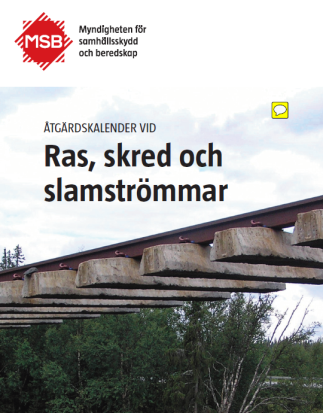 MSB
Myndigheten för
samhällsskydd
och beredskap
ÅTGÄRDSKALENDER VID
Ras, skred och
slamströmmar